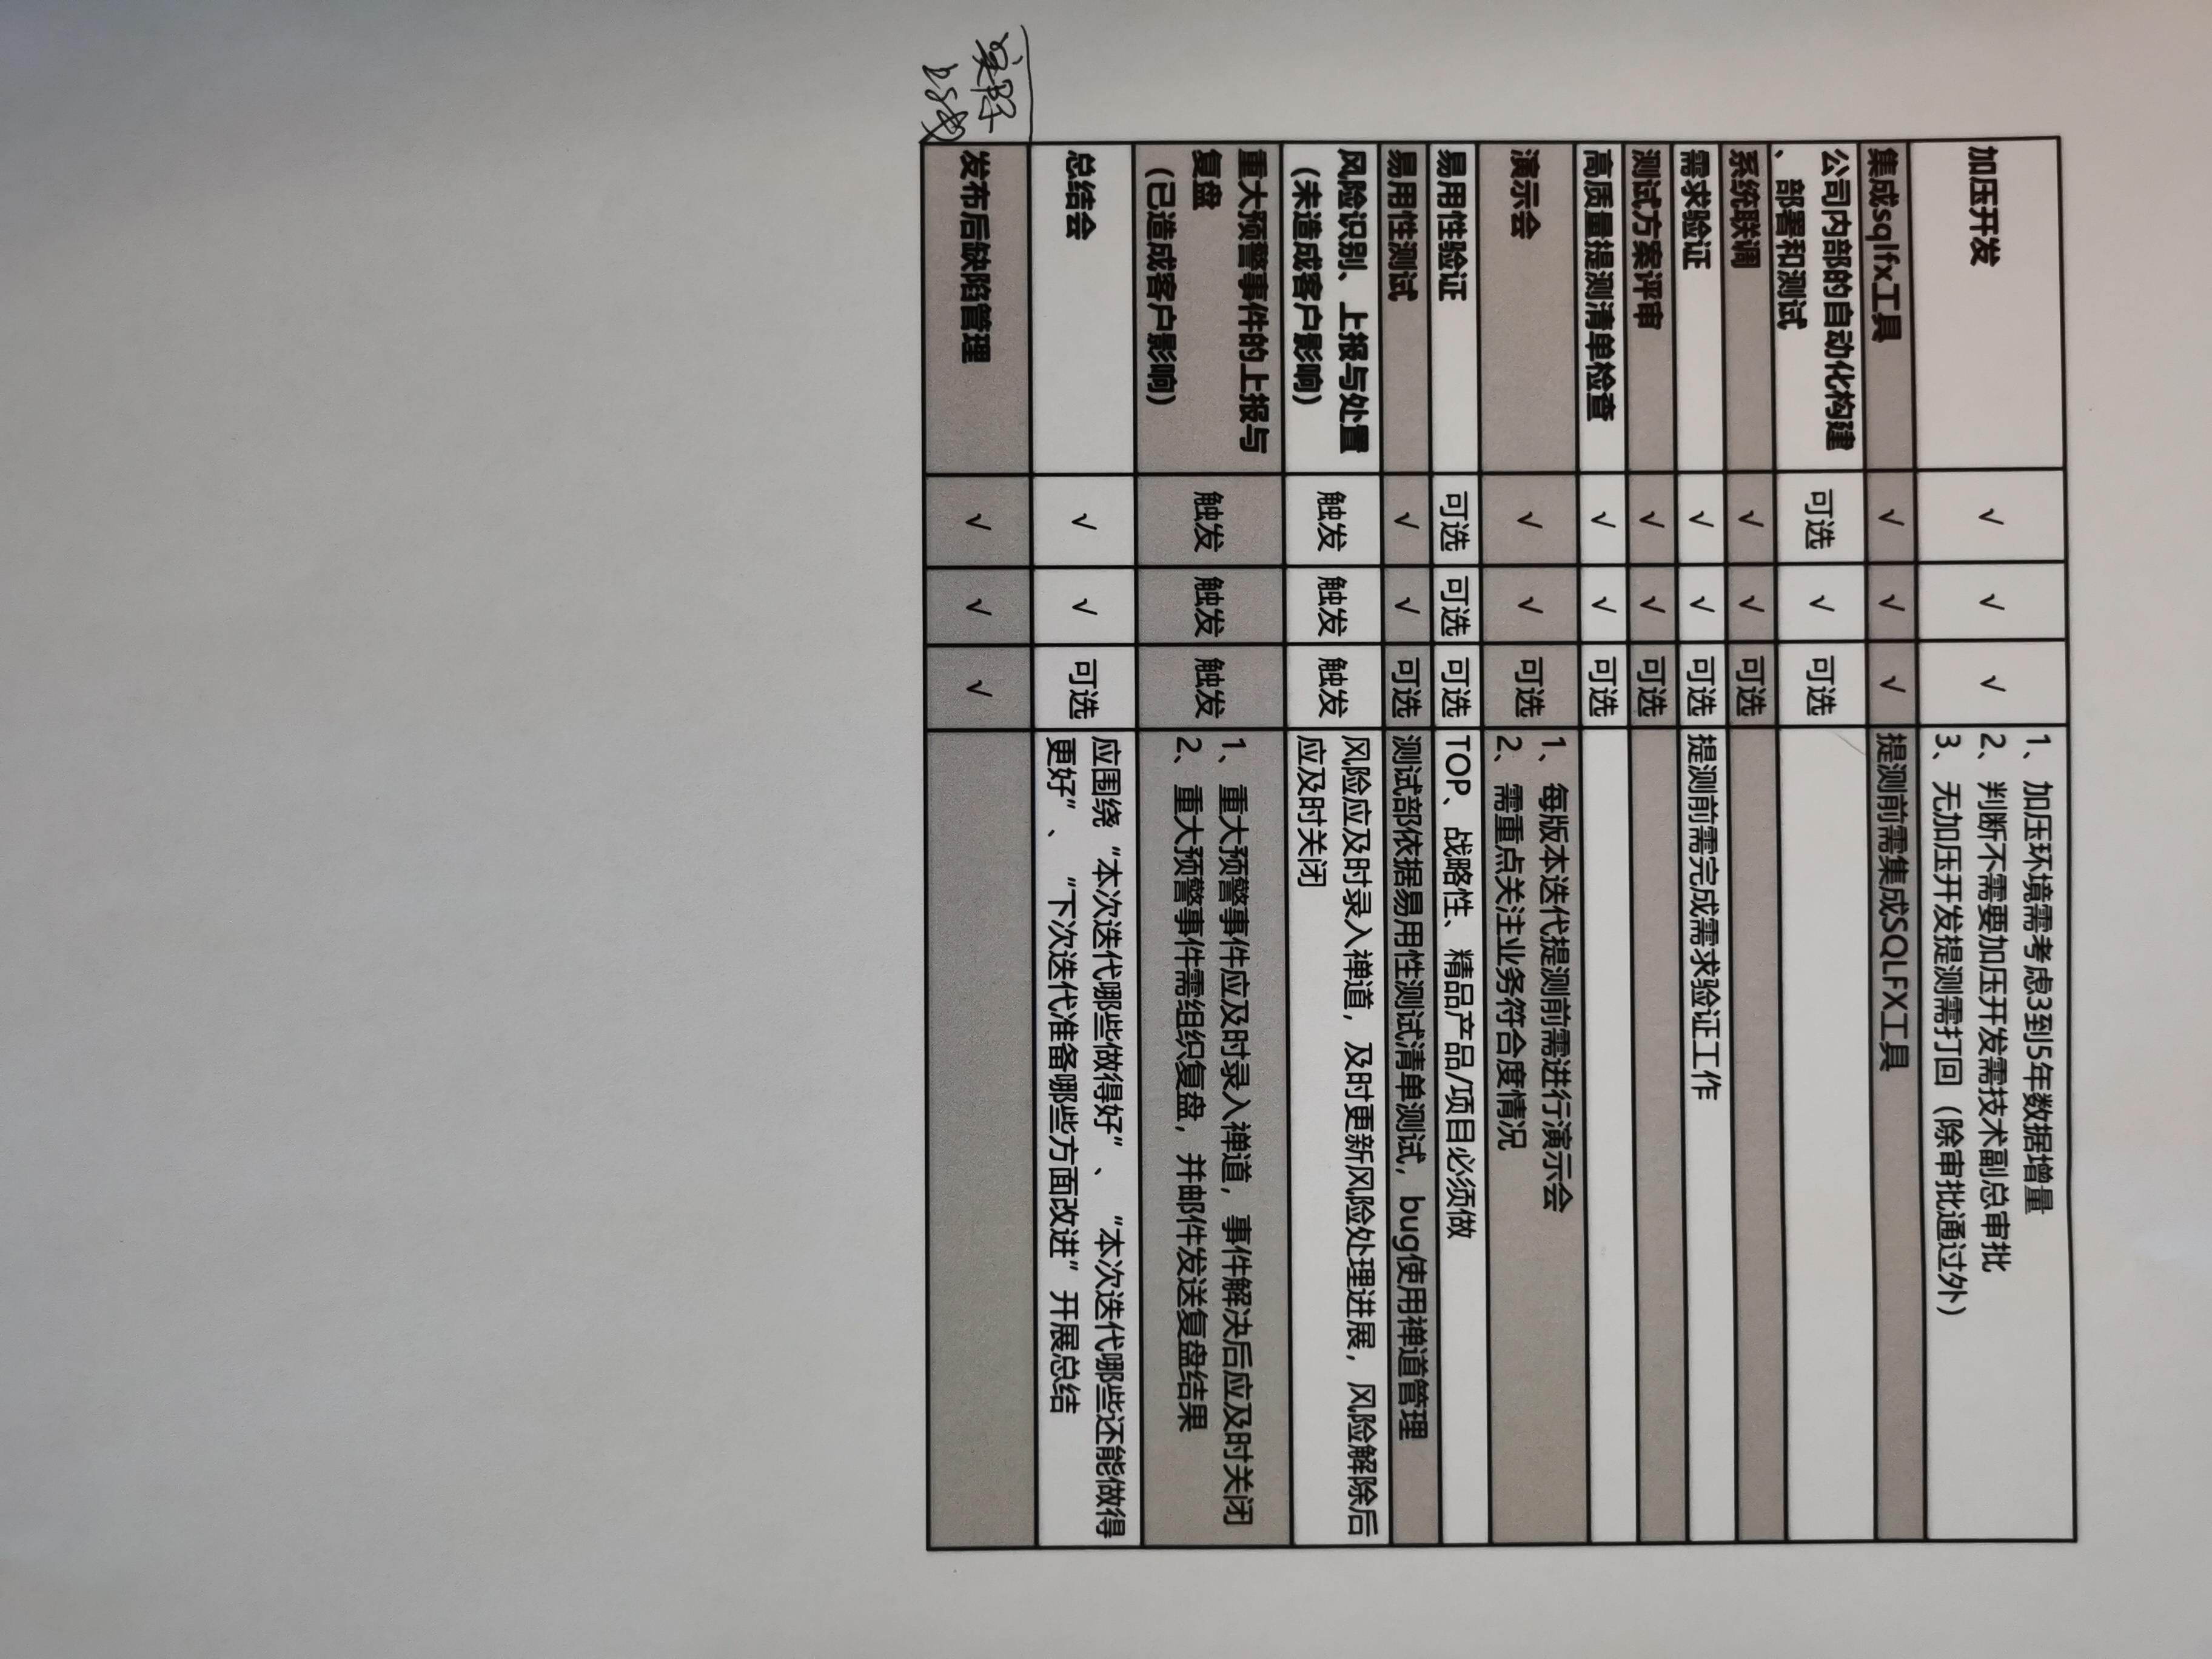 加压开发 √ √ √ 1、加压环境需考虑3到5年数据增量
2、判断不需要加压开发需技术副总审批
3、无加压开发提测需打回（除审批通过外）
集成sqlfx工具 √ √ √ 提测前需集成SQLFX工具
公司内部的自动化构建
、部署和测试 可选 √ 可选
系统联调 √ √ 可选
需求验证 √ √ 可选 提测前需完成需求验证工作
测试方案评审 √ √ 可选
高质量提测清单检查 √ √ 可选
演示会 √ √ 可选 1、每版本迭代提测前需进行演示会
2、需重点关注业务符合度情况
易用性验证 可选 可选 可选 TOP、战略性、精品产品/项目必须做
易用性测试 √ √ 可选 测试部依据易用性测试清单测试，bug使用禅道管理
风险识别、上报与处置
（未造成客户影响） 触发 触发 触发 风险应及时录入禅道，及时更新风险处理进展，风险解除后
应及时关闭
重大预警事件的上报与
复盘
（已造成客户影响） 触发 触发 触发 1、重大预警事件应及时录入禅道，事件解决后应及时关闭
2、重大预警事件需组织复盘，并邮件发送复盘结果
总结会 √ √ 可选 应围绕“本次迭代哪些做得好”、“本次迭代哪些还能做得
更好”、“下次迭代准备哪些方面改进”开展总结
实际
上线
发布后缺陷管理 √ √ √